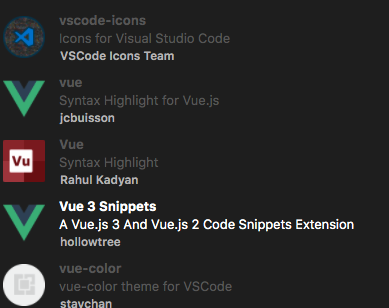 vscode-icons
Icons for Visual Studio Code
VSCode Icons Team
vue
Syntax Highlight for Vue.js
jcbuisson
Vu
Vue
Syntax Highlight
Rahul Kadyan
Vue 3 Snippets
A Vue.js 3 And Vue.js 2 Code Snippets Extension
hollowtree
vue-color
vue-color theme for VSCode
staychan